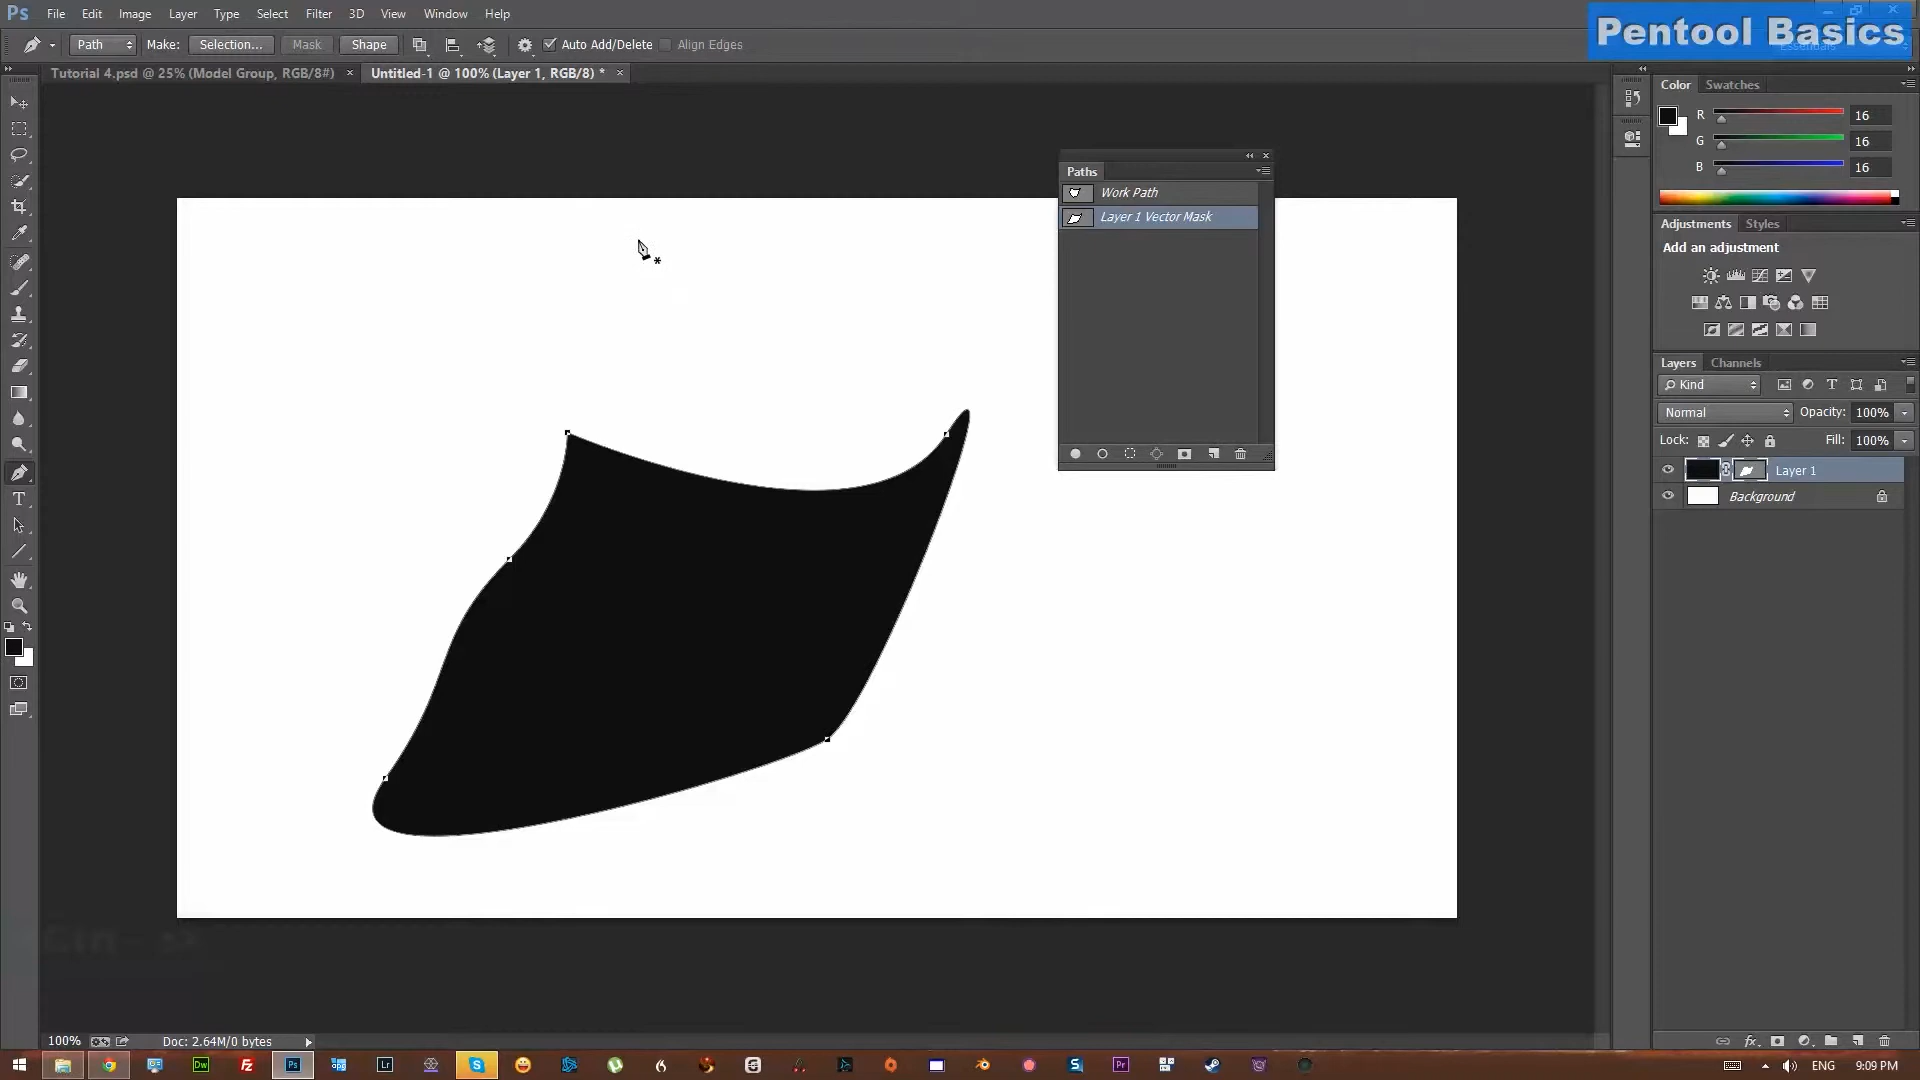 Ps File Edit Image Layer Type Select Filter 3D View Window Help
Pentool Basics
Path Make: Selection... Mask Shape Auto Add/Delete Align Edges
Tutorial 4.psd @ 25% (Model Group, RGB/8#) × Untitled-1 @ 100% (Layer 1, RGB/8) * ×
Color Swatches
R 16
G 16
B 16
Paths
Work Path
Layer 1 Vector Mask
Adjustments Styles
Add an adjustment
Layers Channels
Kind
Normal Opacity: 100%
Lock: Fill: 100%
Layer 1
Background
100% Doc: 2.64M/0 bytes
ENG 9:09 PM